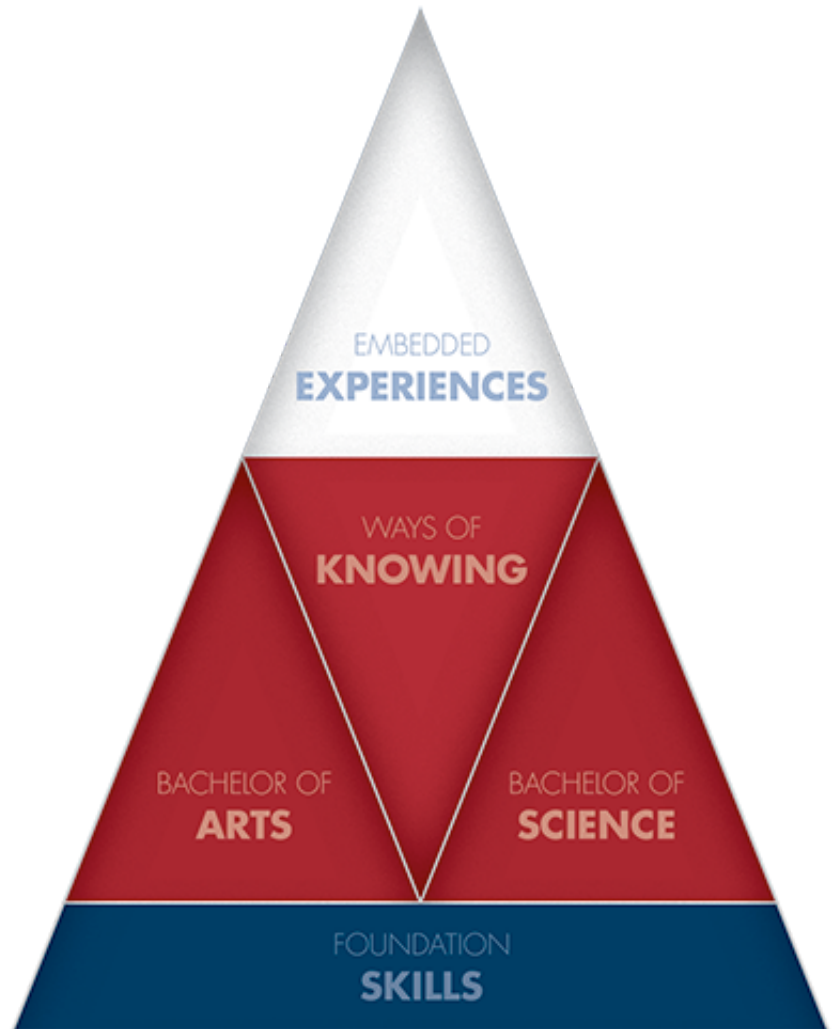 EMBEDDED
EXPERIENCES
WAYS OF
KNOWING
BACHELOR OF
ARTS
BACHELOR OF
SCIENCE
FOUNDATION
SKILLS